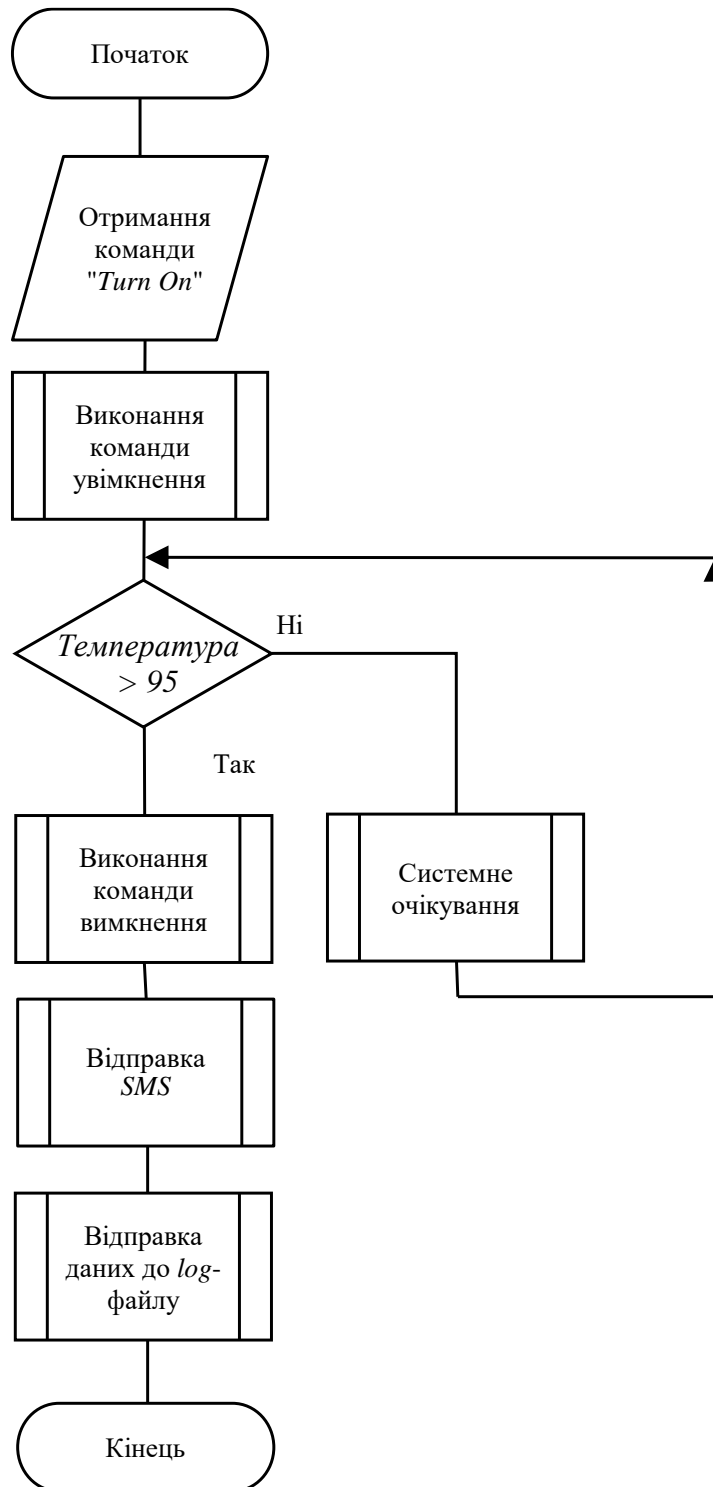 Початок
Отримання
команди
"Turn On"
Виконання
команди
увімкнення
Температура
> 95
Ні
Так
Виконання
команди
вимкнення
Системне
очікування
Відправка
SMS
Відправка
даних до log-
файлу
Кінець